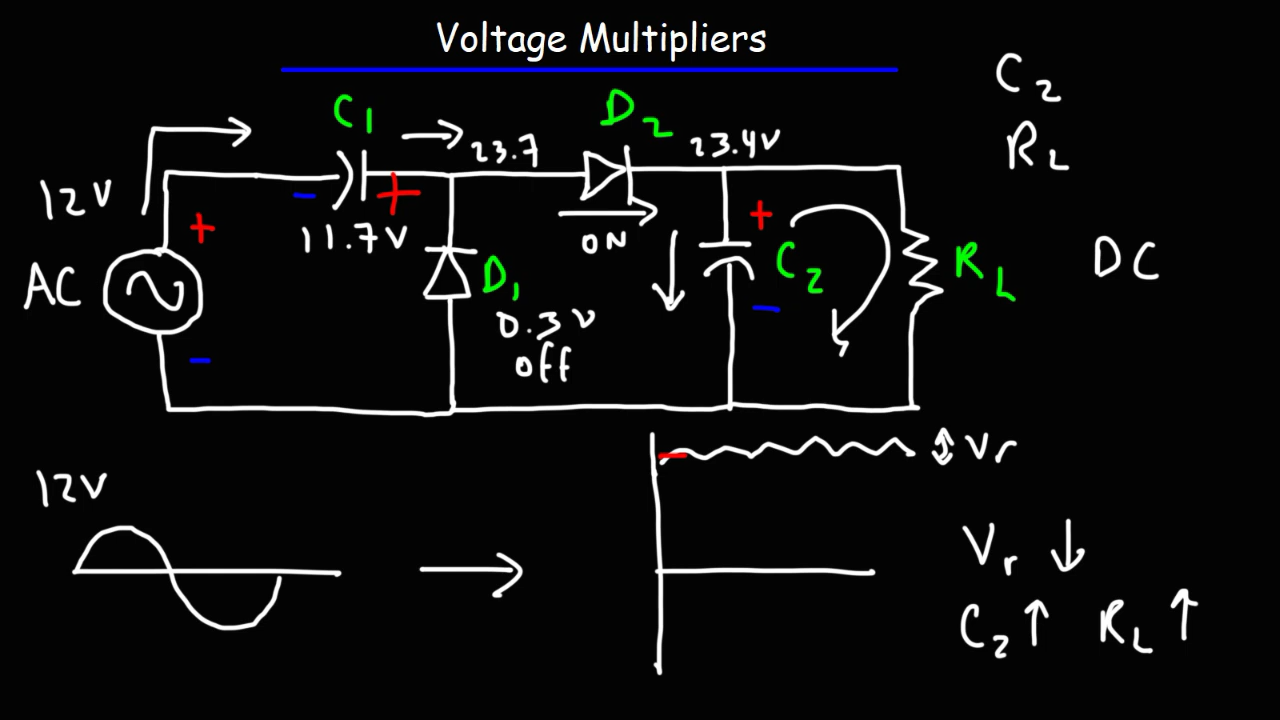 Voltage Multipliers
C2
RL
C1
D2
23.7
23.4V
12V
+
- +
11.7V
ON
+
AC
D1
C2
RL
DC
0.3V
OFF
-
-
Vr
12V
Vr ↓
C2 ↑ RL ↑